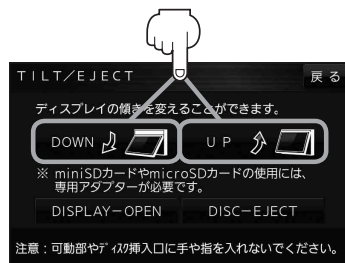 TILT/EJECT
戻る
ディスプレイの傾きを変えることができます。
DOWN
UP
※ miniSDカードやmicroSDカードの使用には、
専用アダプターが必要です。
DISPLAY－OPEN
DISC－EJECT
注意：可動部やディスク挿入口に手や指を入れないでください。